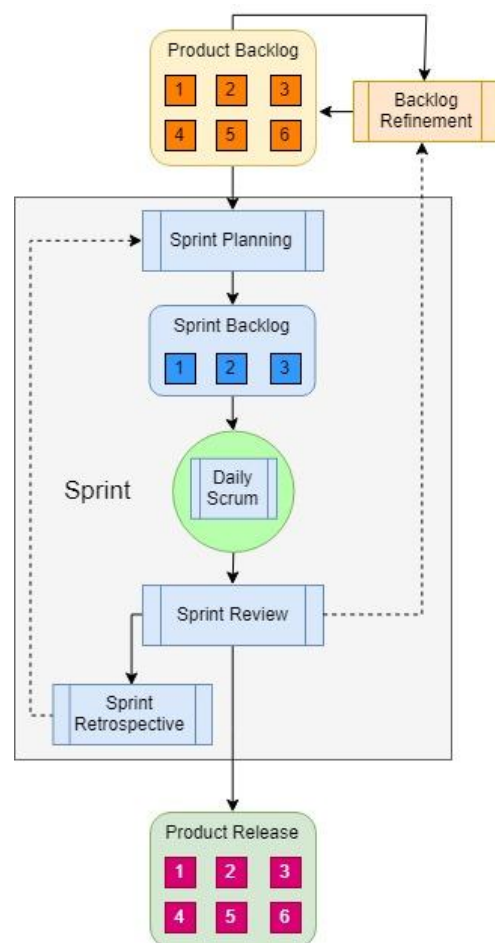 Product Backlog
1 2 3
4 5 6
Backlog
Refinement
Sprint Planning
Sprint Backlog
1 2 3
Daily
Scrum
Sprint
Sprint Review
Sprint
Retrospective
Product Release
1 2 3
4 5 6